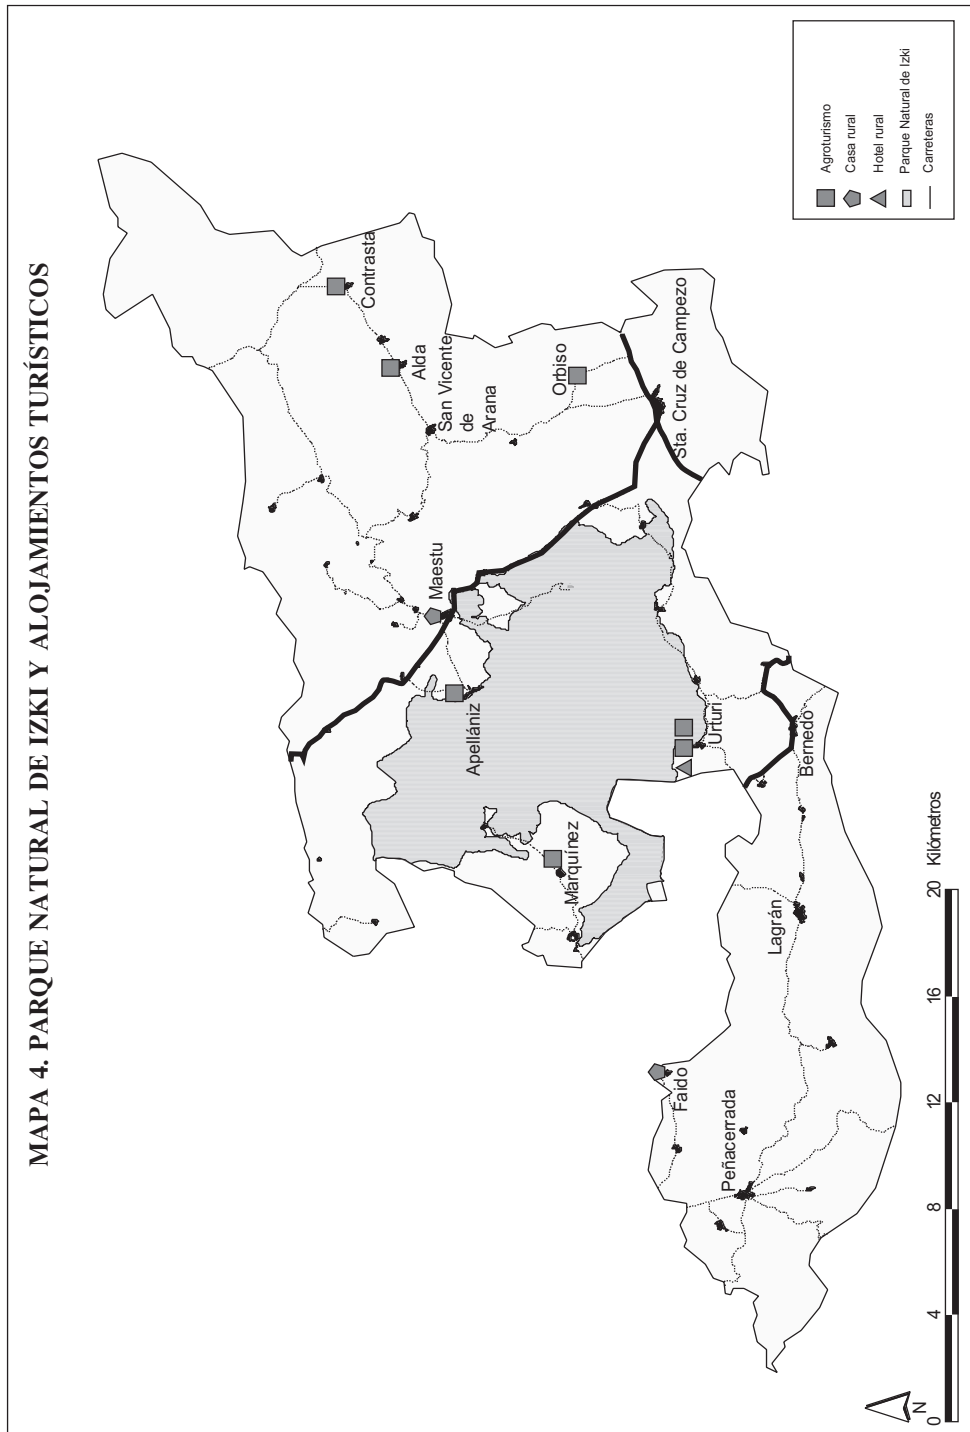 MAPA 4. PARQUE NATURAL DE IZKI Y ALOJAMIENTOS TURÍSTICOS
Contrasta
Alda
San Vicente
de
Arana
Orbiso
Sta. Cruz de Campezo
Maestu
Apellániz
Urturi
Bernedo
Marquínez
Lagrán
Faido
Peñacerrada
Agroturismo
Casa rural
Hotel rural
Parque Natural de Izki
Carreteras
N
0 4 8 12 16 20 Kilómetros